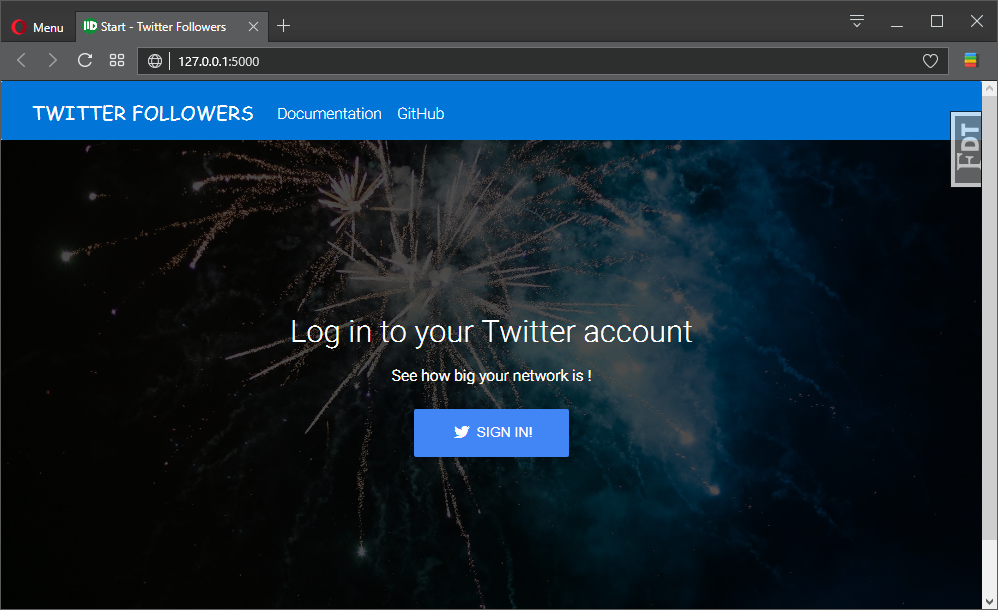 Menu
Start - Twitter Followers
127.0.0.1:5000
TWITTER FOLLOWERS Documentation GitHub
FDT
Log in to your Twitter account
See how big your network is !
SIGN IN!